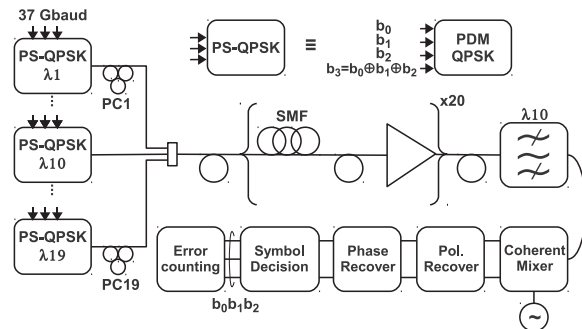 37 Gbaud
PS-QPSK
λ1
PC1
PS-QPSK
λ10
PS-QPSK
λ19
PC19
PS-QPSK
≡
b0
b1
b2
b3=b0⊕b1⊕b2
PDM
QPSK
SMF
x20
λ10
Error
counting
b0b1b2
Symbol
Decision
Phase
Recover
Pol.
Recover
Coherent
Mixer
~